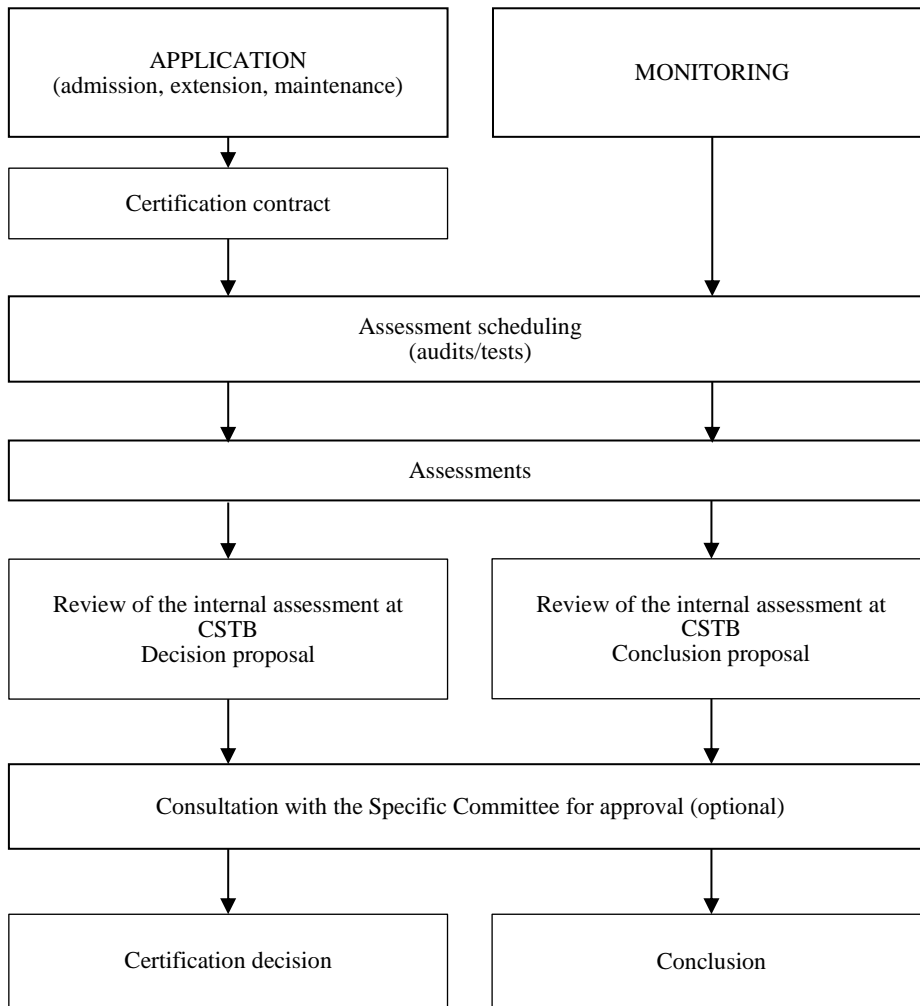 APPLICATION
(admission, extension, maintenance)
MONITORING
Certification contract
Assessment scheduling
(audits/tests)
Assessments
Review of the internal assessment at
CSTB
Decision proposal
Review of the internal assessment at
CSTB
Conclusion proposal
Consultation with the Specific Committee for approval (optional)
Certification decision
Conclusion